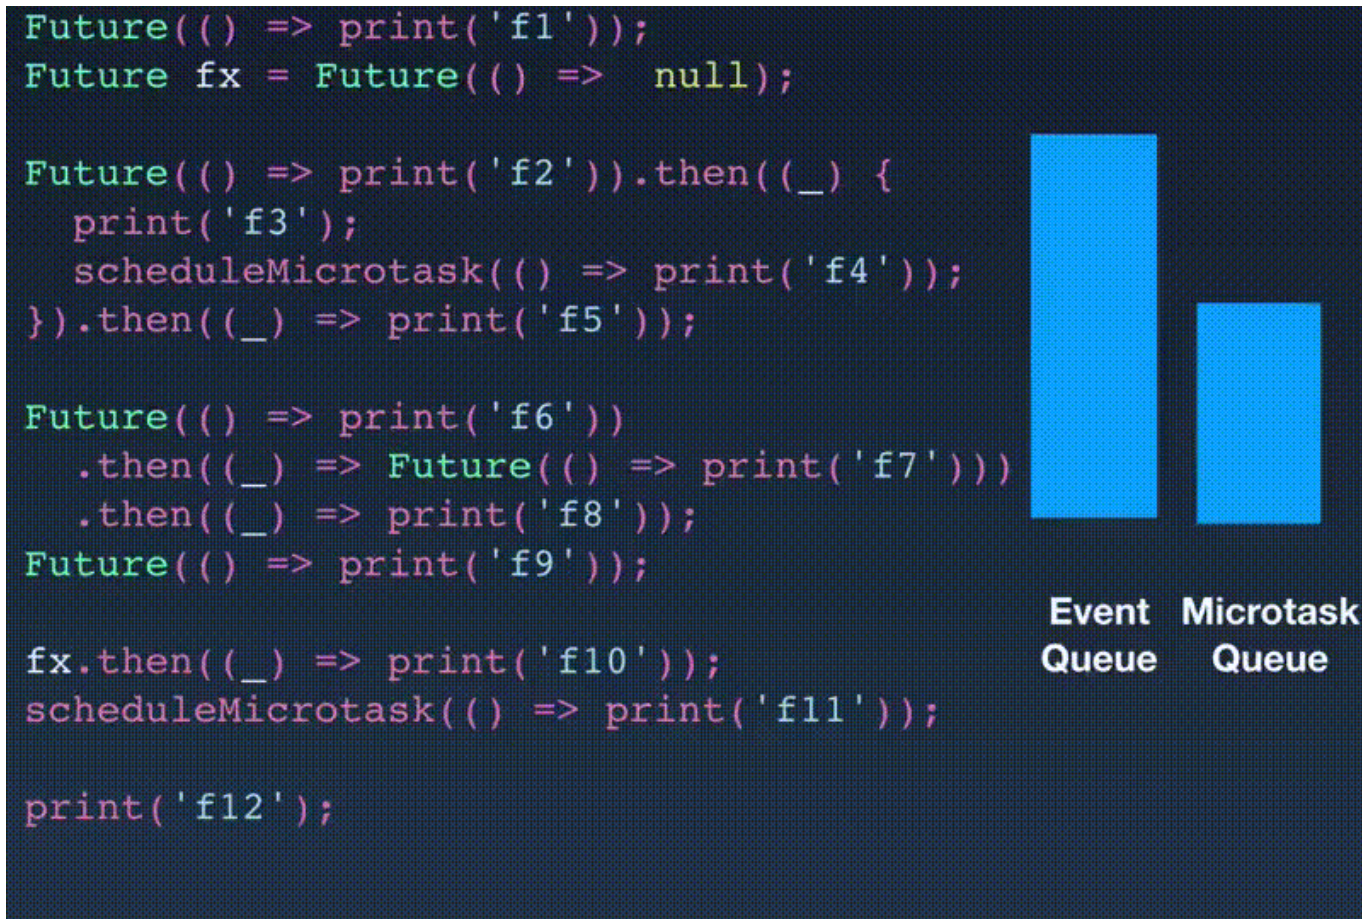 Future(() => print('f1'));
Future fx = Future(() =>  null);
Future(() => print('f2')).then((_) {
  print('f3');
  scheduleMicrotask(() => print('f4'));
}).then((_) => print('f5'));
Future(() => print('f6'))
  .then((_) => Future(() => print('f7')))
  .then((_) => print('f8'));
Future(() => print('f9'));
fx.then((_) => print('f10'));
scheduleMicrotask(() => print('f11'));
print('f12');
Event Queue
Microtask Queue